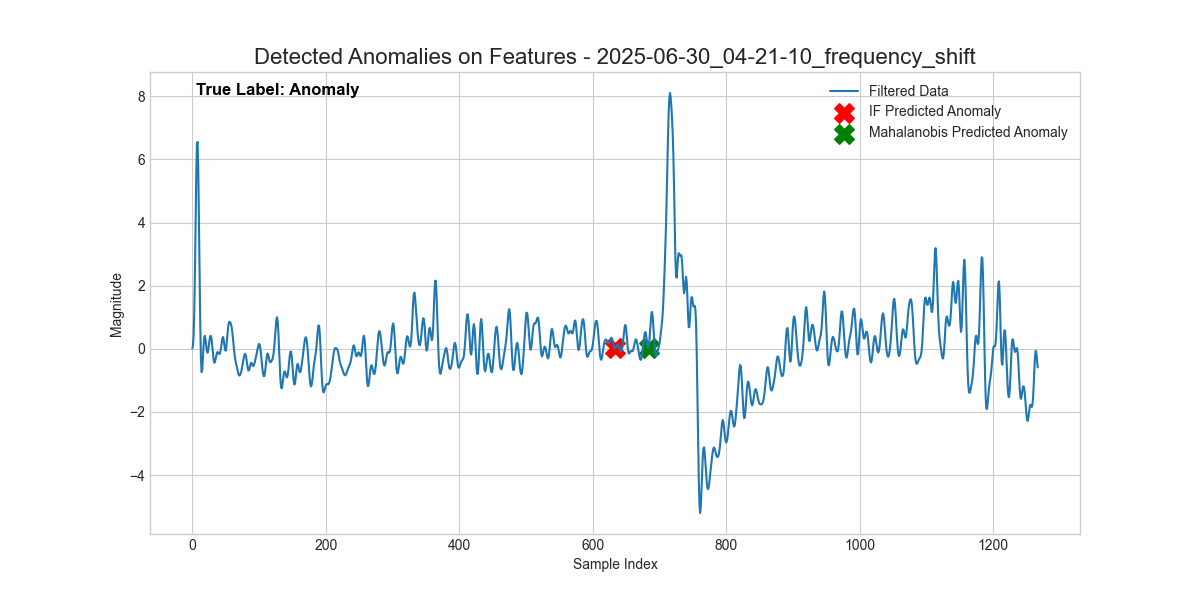 Detected Anomalies on Features - 2025-06-30_04-21-10_frequency_shift
True Label: Anomaly
Filtered Data
IF Predicted Anomaly
Mahalanobis Predicted Anomaly
8
6
4
2
0
−2
−4
Magnitude
0 200 400 600 800 1000 1200
Sample Index